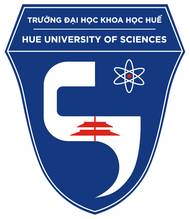 TRƯỜNG ĐẠI HỌC KHOA HỌC HUẾ
HUE UNIVERSITY OF SCIENCES